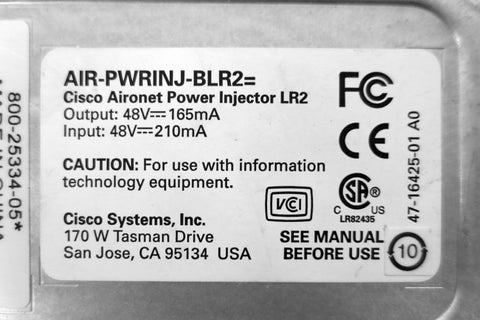 AIR-PWRINJ-BLR2=
Cisco Aironet Power Injector LR2
Output: 48V⎓165mA
Input: 48V⎓210mA
CAUTION: For use with information
technology equipment.
Cisco Systems, Inc.
170 W Tasman Drive
San Jose, CA 95134 USA
FC
CE
VCI
SA
C US
LR82435
SEE MANUAL
BEFORE USE
10
47-16425-01 A0
800-25334-05*